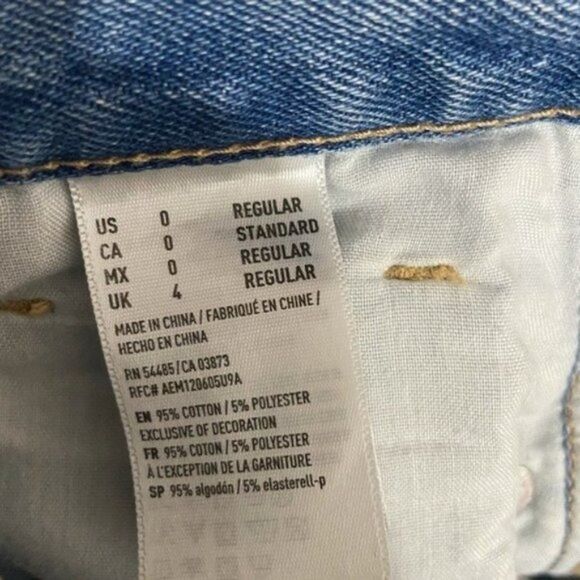 US 0 REGULAR
CA 0 STANDARD
MX 0 REGULAR
UK 4 REGULAR
MADE IN CHINA / FABRIQUÉ EN CHINE /
HECHO EN CHINA
RN 54485/CA 03873
RFC# AEM120605U9A
EN 95% COTTON / 5% POLYESTER
EXCLUSIVE OF DECORATION
FR 95% COTTON / 5% POLYESTER
À L'EXCEPTION DE LA GARNITURE
SP 95% algodón / 5% elasterell-p